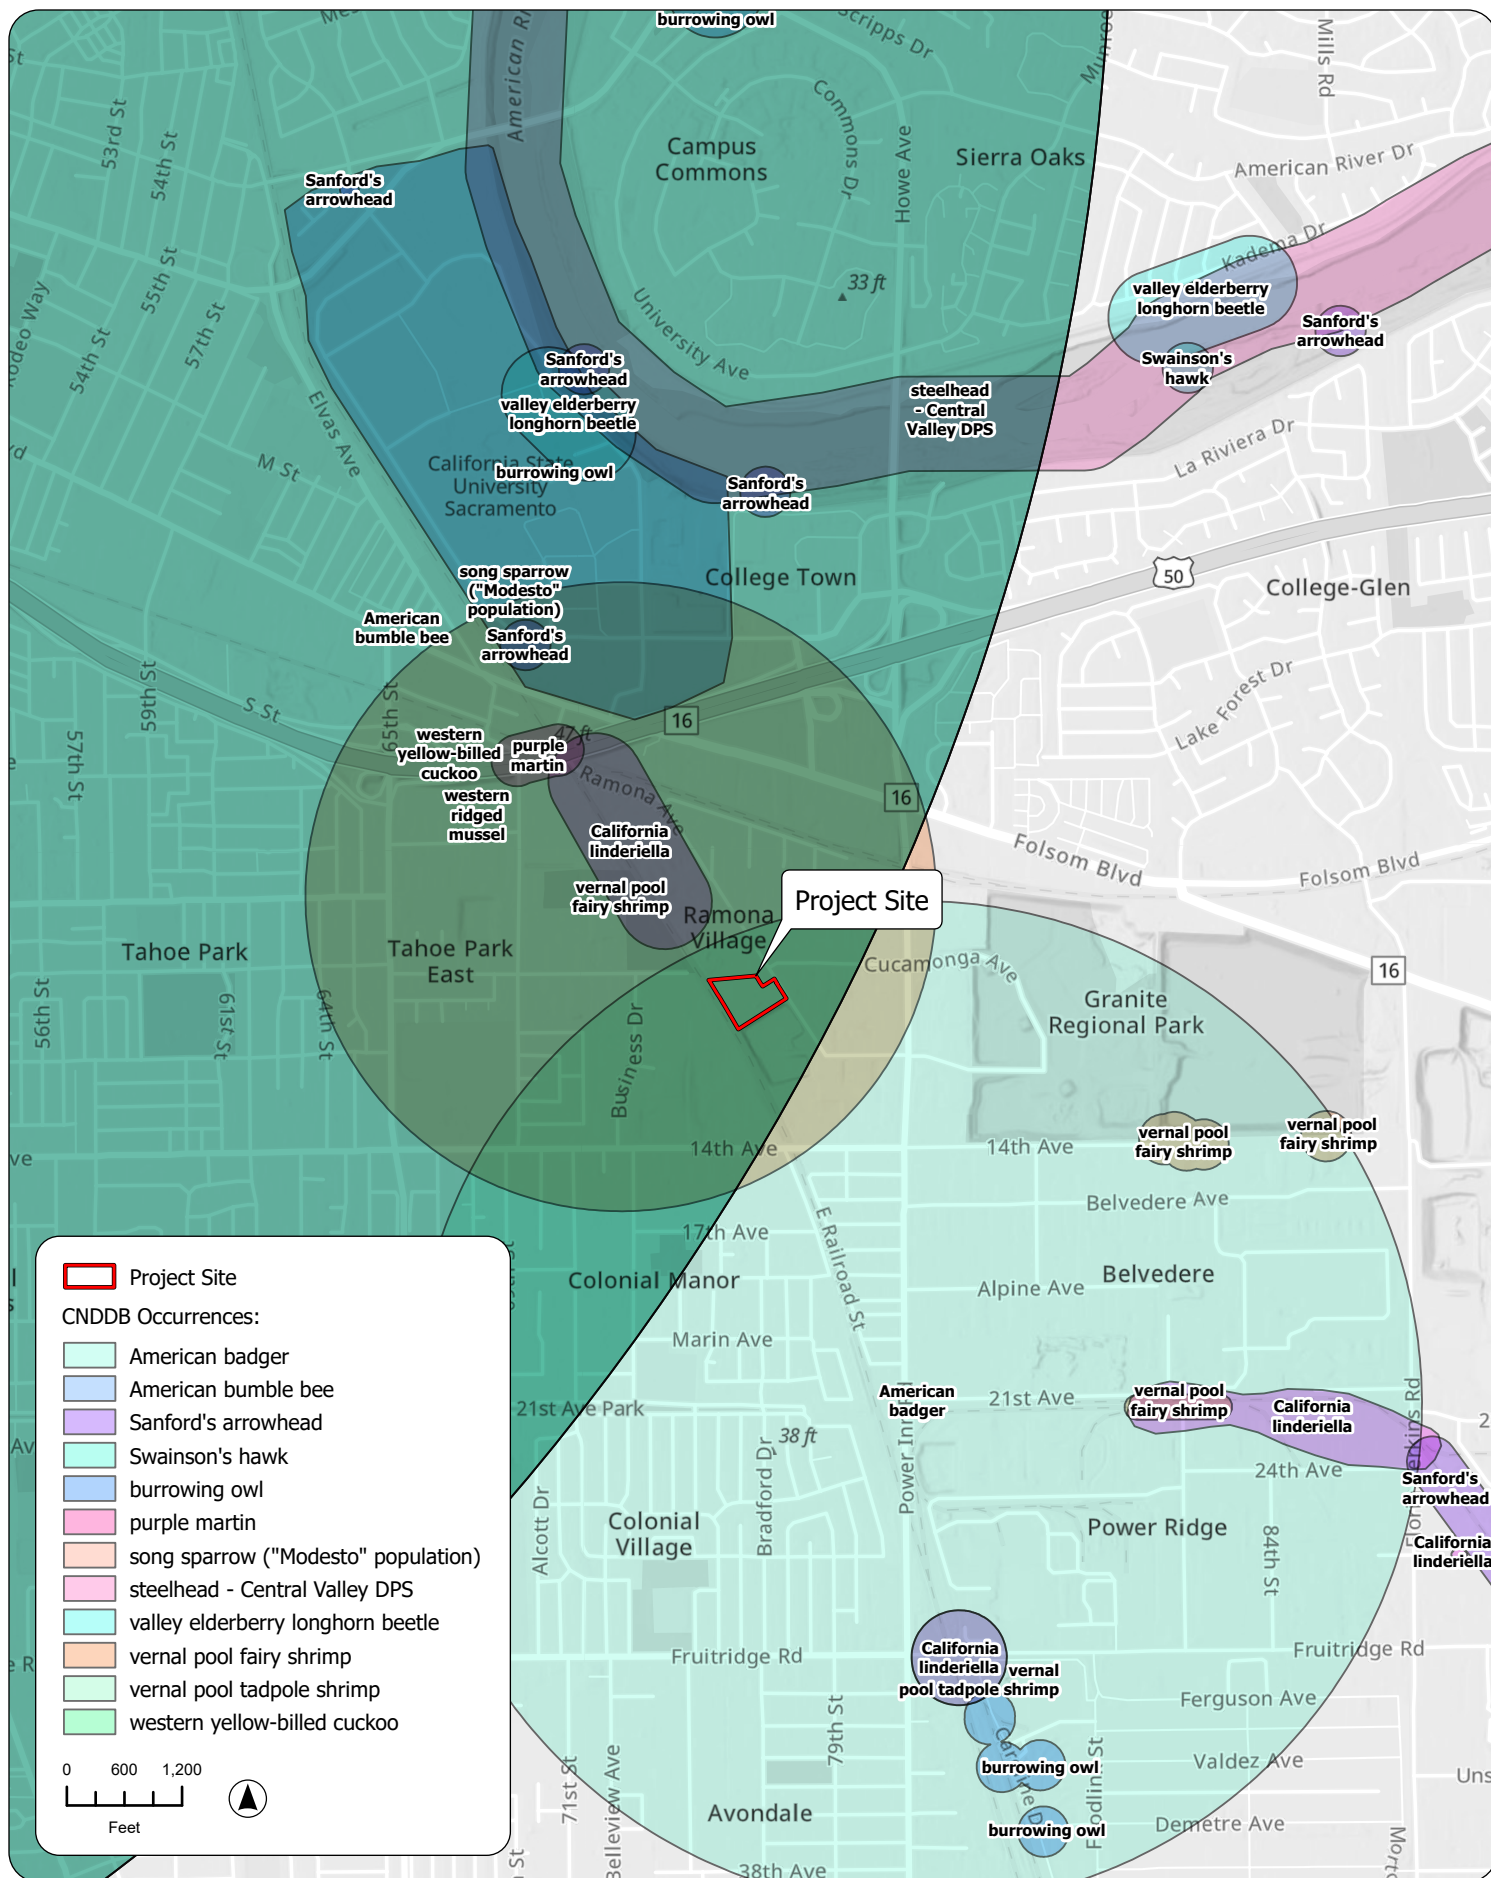 burrowing owl
Scripps Dr
Munroe
Mills Rd
American Ri
53rd St
54th St
Campus
Commons
Commons Dr
Howe Ave
Sierra Oaks
American River Dr
Sanford's
arrowhead
55th St
57th St
54th St
Rodeo Way
33 ft
Kadema Dr
valley elderberry
longhorn beetle
Sanford's
arrowhead
Swainson's
hawk
University Ave
Sanford's
arrowhead
valley elderberry
longhorn beetle
steelhead
- Central
Valley DPS
Elvas Ave
M St
La Riviera Dr
California State
University
Sacramento
burrowing owl
Sanford's
arrowhead
song sparrow
("Modesto"
population)
College Town
50
College-Glen
American
bumble bee
Sanford's
arrowhead
59th St
S St
65th St
57th St
16
Lake Forest Dr
western
yellow-billed
cuckoo
purple
martin
47 ft
Ramona Ave
western
ridged
mussel
16
California
linderiella
Folsom Blvd
Folsom Blvd
vernal pool
fairy shrimp
Project Site
Ramona
Village
Tahoe Park
Tahoe Park
East
Cucamonga Ave
16
56th St
61st St
64th St
Business Dr
Granite
Regional Park
14th Ave
14th Ave
vernal pool
fairy shrimp
vernal pool
fairy shrimp
Belvedere Ave
17th Ave
E Railroad St
Colonial Manor
Alpine Ave
Belvedere
Marin Ave
21st Ave Park
American
badger
21st Ave
vernal pool
fairy shrimp
California
linderiella
38 ft
Bradford Dr
Alcott Dr
24th Ave
Sanford's
arrowhead
Colonial
Village
Power Ridge
84th St
California
linderiella
Fruitridge Rd
California
linderiella
vernal
pool tadpole shrimp
Fruitridge Rd
Ferguson Ave
79th St
71st St
Belleview Ave
burrowing owl
Valdez Ave
Uns
Avondale
burrowing owl
Demetre Ave
38th Ave
Project Site
CNDDB Occurrences:
American badger
American bumble bee
Sanford's arrowhead
Swainson's hawk
burrowing owl
purple martin
song sparrow ("Modesto" population)
steelhead - Central Valley DPS
valley elderberry longhorn beetle
vernal pool fairy shrimp
vernal pool tadpole shrimp
western yellow-billed cuckoo
0 600 1,200
Feet